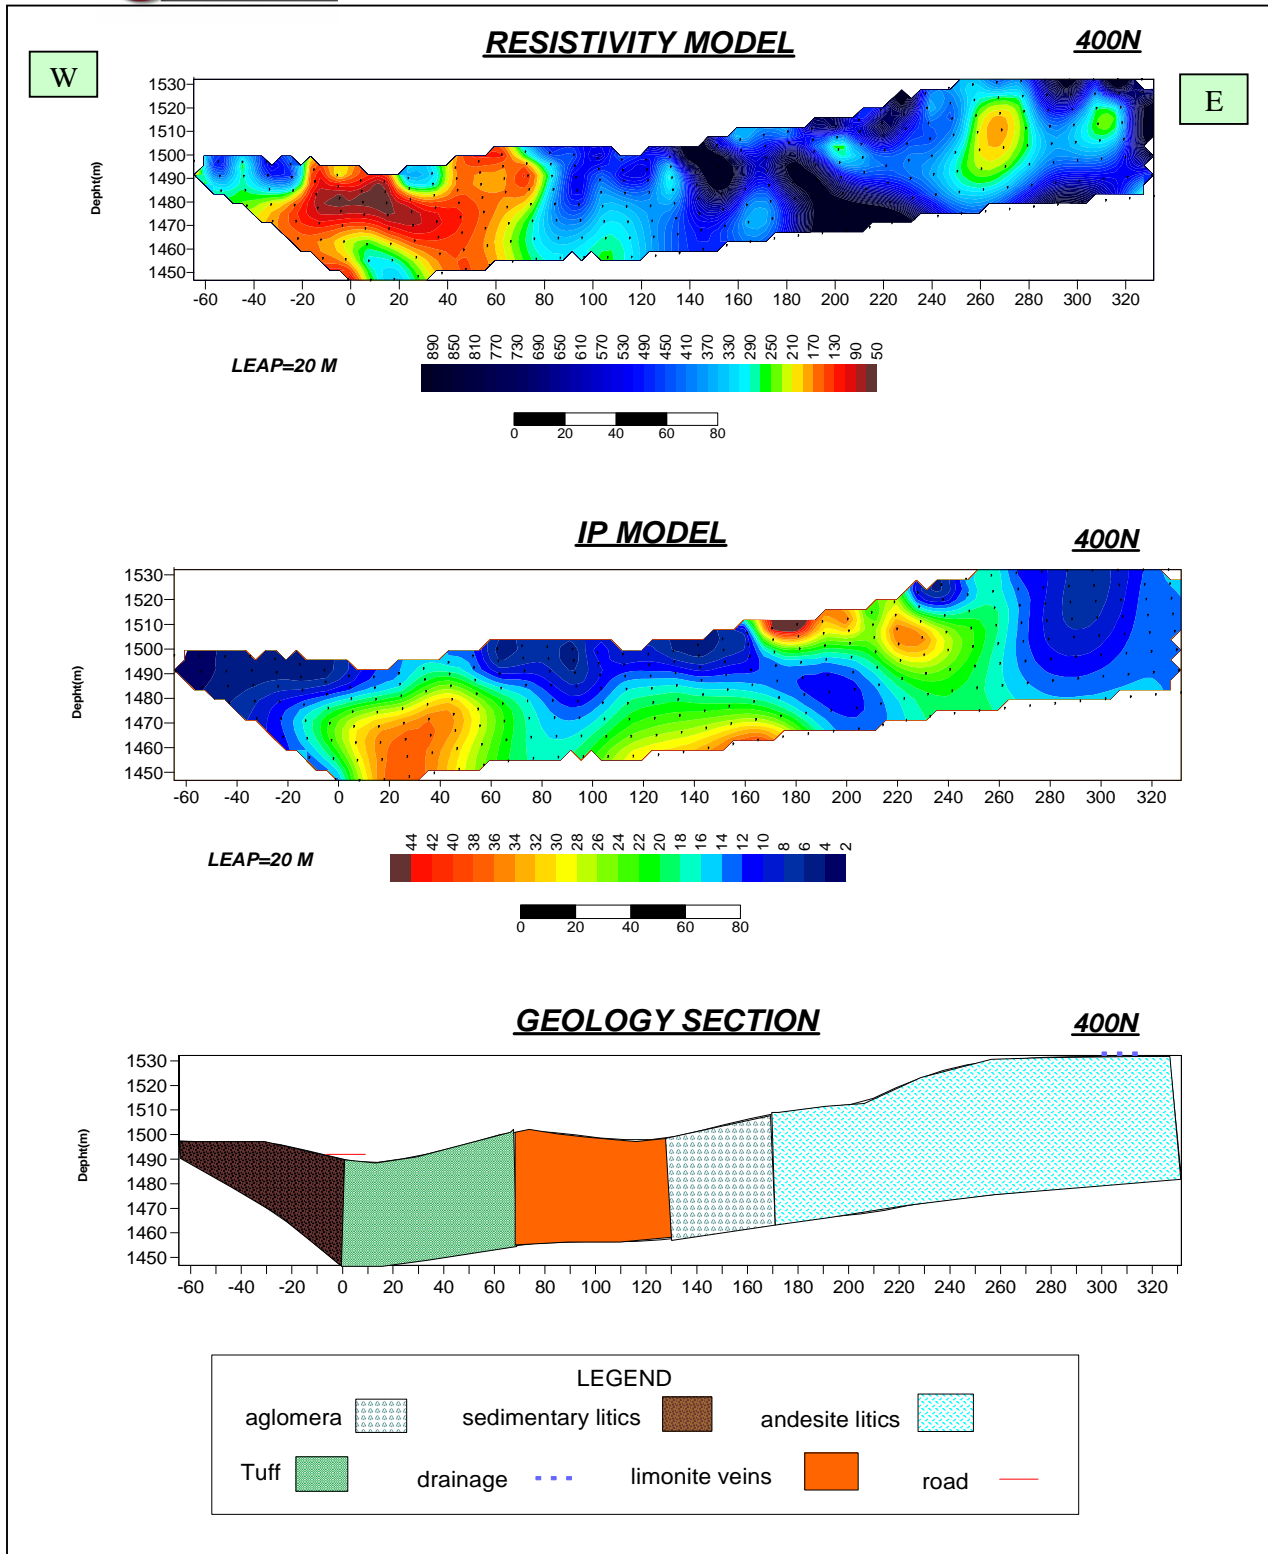 RESISTIVITY MODEL 400N
W
E
1530
1520
1510
1500
1490
1480
1470
1460
1450
Depht(m)
-60 -40 -20 0 20 40 60 80 100 120 140 160 180 200 220 240 260 280 300 320
890 850 810 770 730 690 650 610 570 530 490 450 410 370 330 290 250 210 170 130 90 50
LEAP=20 M
0 20 40 60 80
IP MODEL 400N
1530
1520
1510
1500
1490
1480
1470
1460
1450
Depht(m)
-60 -40 -20 0 20 40 60 80 100 120 140 160 180 200 220 240 260 280 300 320
44 42 40 38 36 34 32 30 28 26 24 22 20 18 16 14 12 10 8 6 4 2
LEAP=20 M
0 20 40 60 80
GEOLOGY SECTION 400N
1530
1520
1510
1500
1490
1480
1470
1460
1450
Depht(m)
-60 -40 -20 0 20 40 60 80 100 120 140 160 180 200 220 240 260 280 300 320
LEGEND
aglomera sedimentary litics andesite litics
Tuff drainage limonite veins road